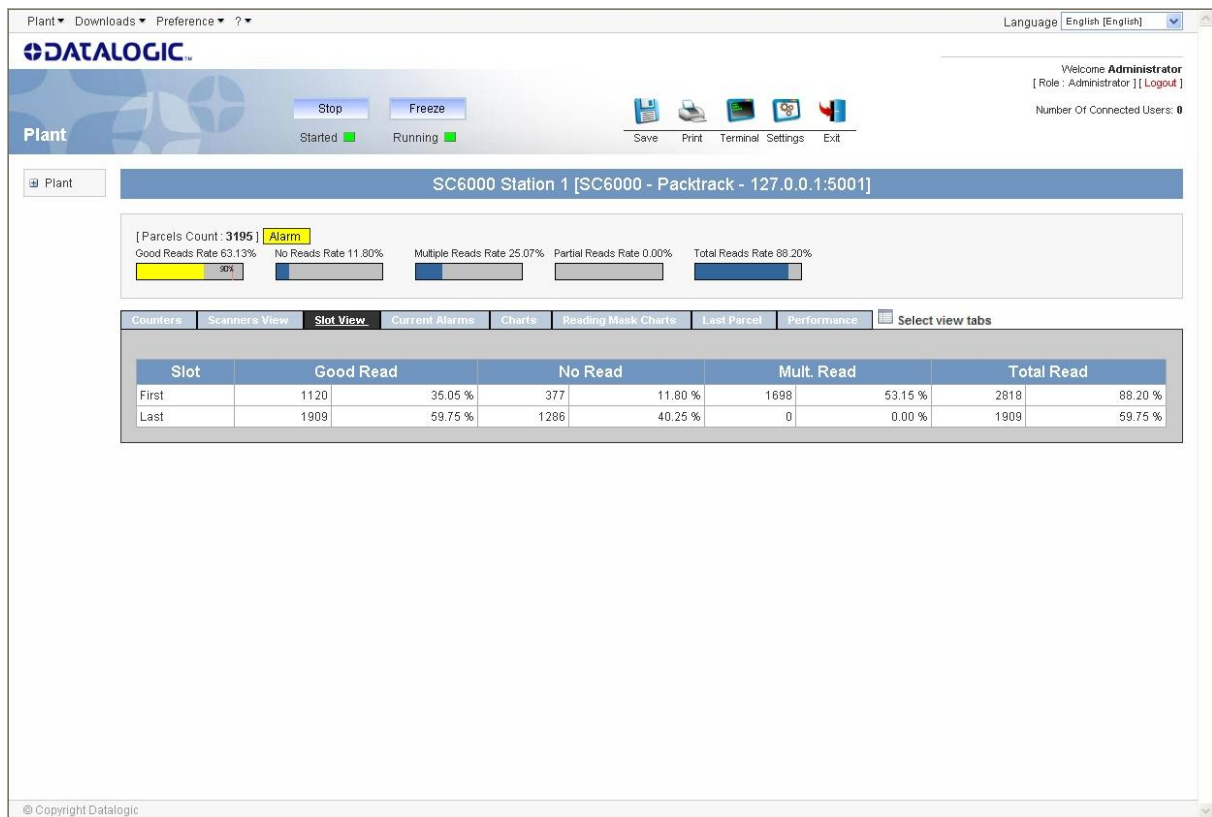 Plant Downloads Preference ? Language English [English]
DATALOGIC™
Welcome Administrator
[ Role : Administrator ] [ Logout ]
Number Of Connected Users: 0
Stop Freeze
Plant Started Running Save Print Terminal Settings Exit
Plant
SC6000 Station 1 [SC6000 - Packtrack - 127.0.0.1:5001]
[ Parcels Count : 3195 ] Alarm
Good Reads Rate 63.13% No Reads Rate 11.80% Multiple Reads Rate 25.07% Partial Reads Rate 0.00% Total Reads Rate 88.20%
90%
Counters Scanners View Slot View Current Alarms Charts Reading Mask Charts Last Parcel Performance Select view tabs
Slot Good Read No Read Mult. Read Total Read
First 1120 35.05 % 377 11.80 % 1698 53.15 % 2818 88.20 %
Last 1909 59.75 % 1286 40.25 % 0 0.00 % 1909 59.75 %
© Copyright Datalogic